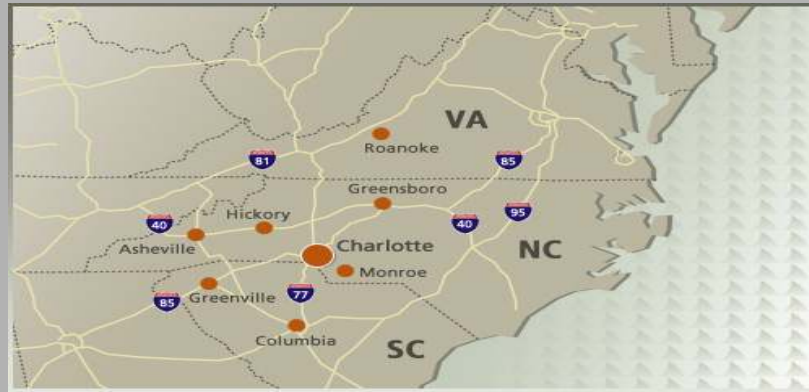 VA
Roanoke
81
85
Greensboro
95
Hickory
40
40
Asheville
Charlotte
NC
Monroe
Greenville
77
85
Columbia
SC